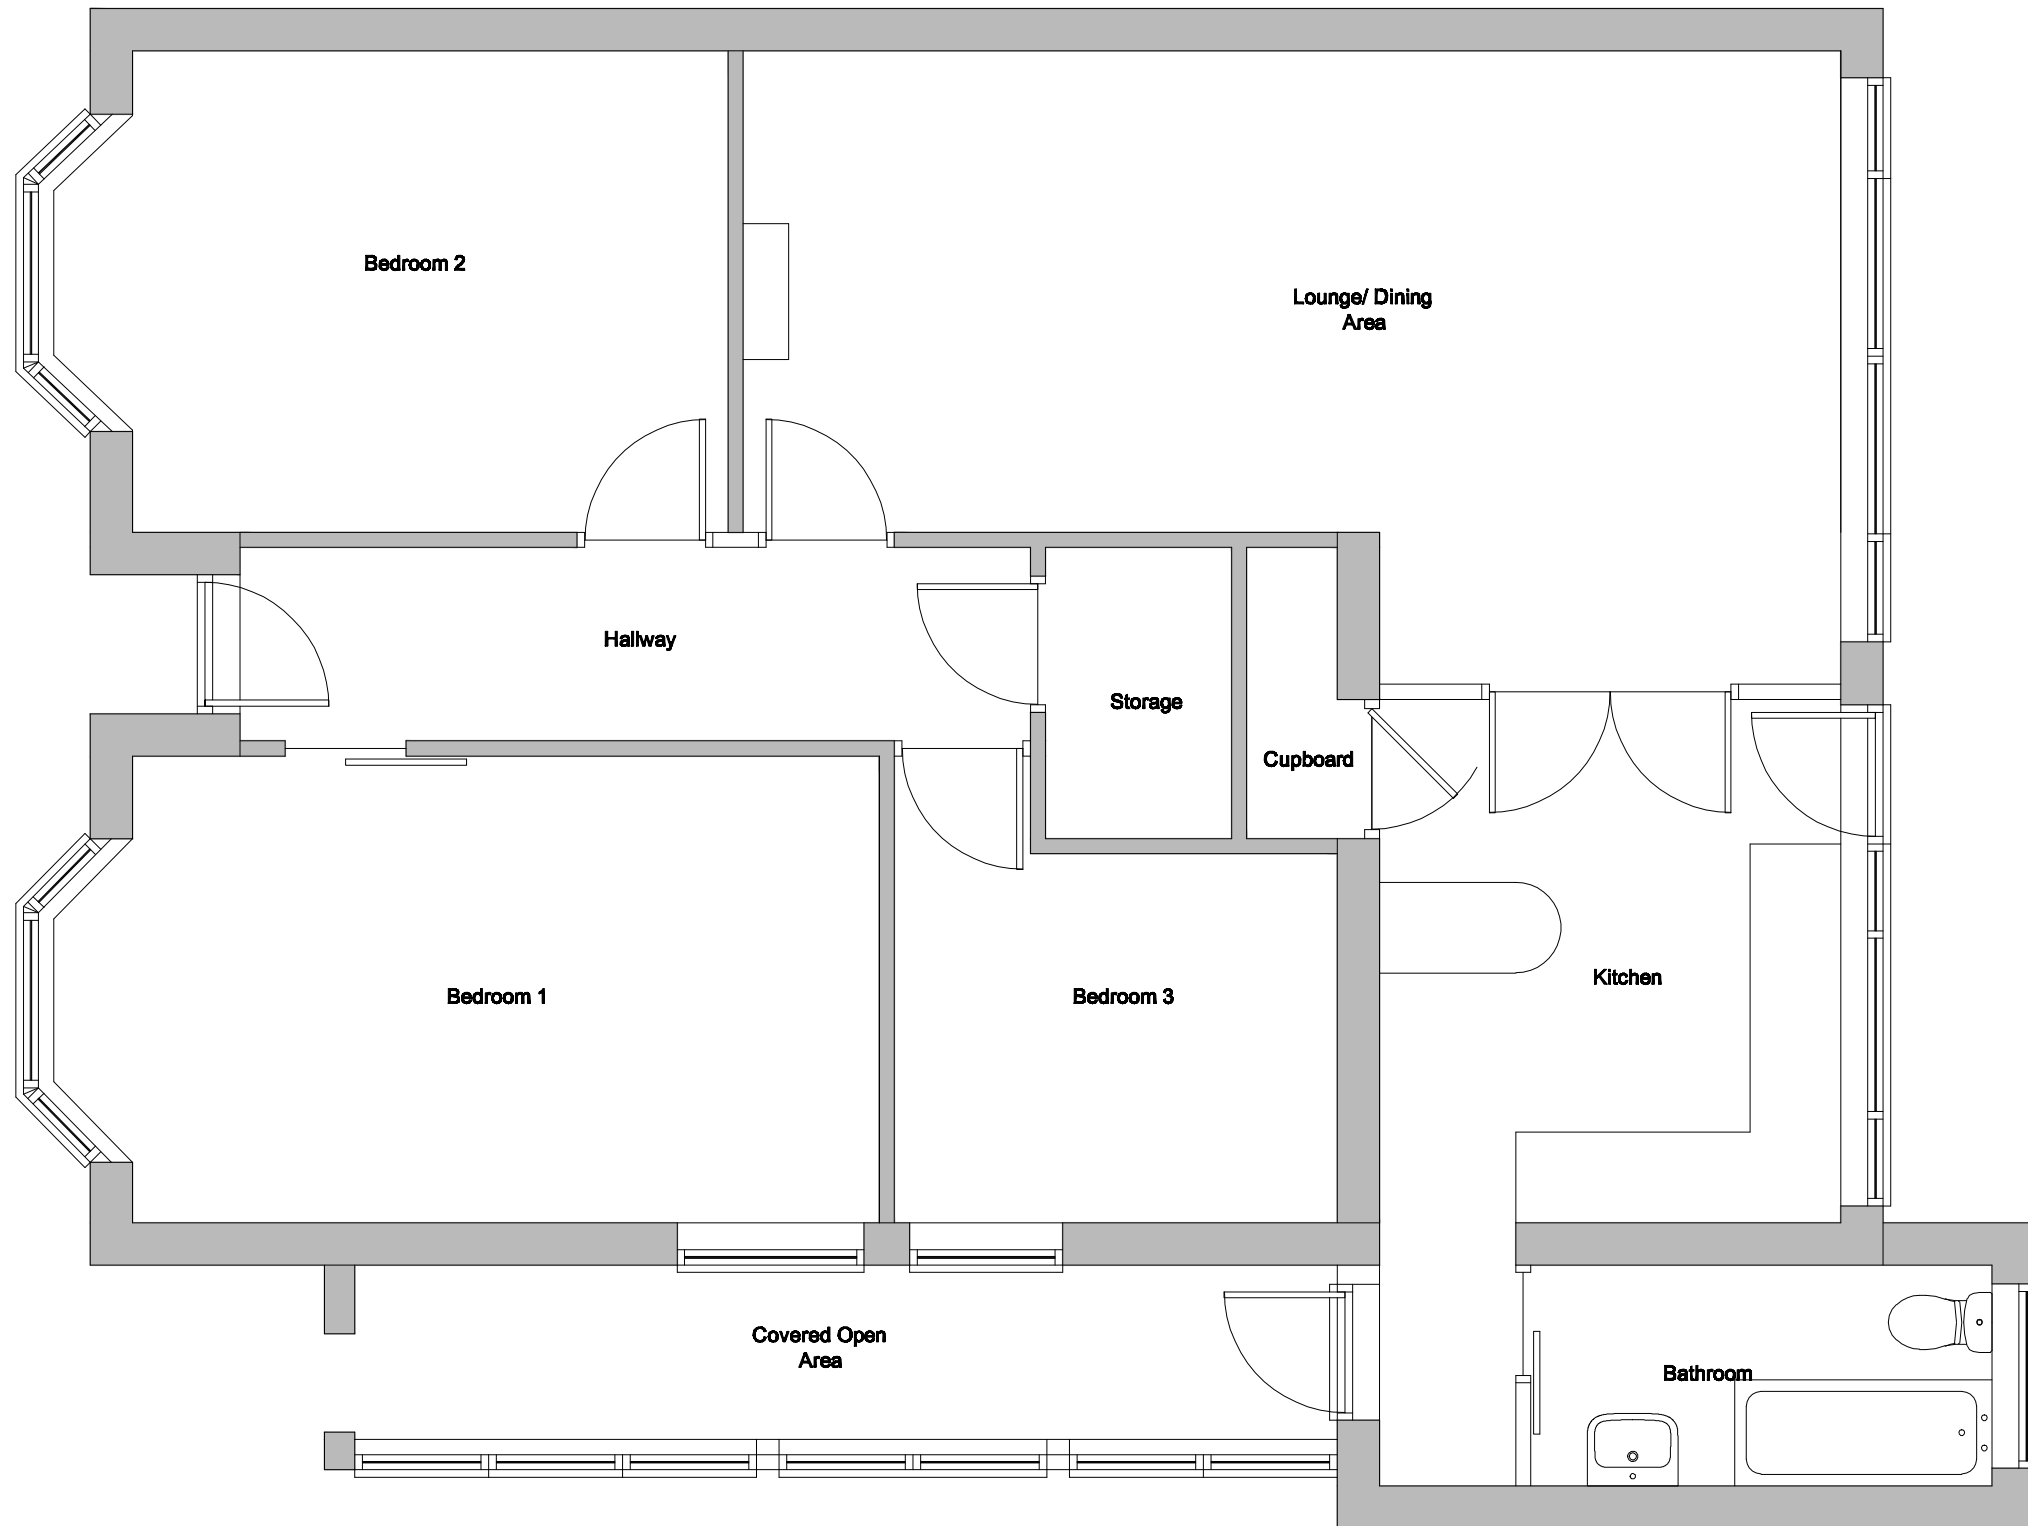 Bedroom 2
Lounge/ Dining
Area
Hallway
Storage
Cupboard
Kitchen
Bedroom 1
Bedroom 3
Covered Open
Area
Bathroom